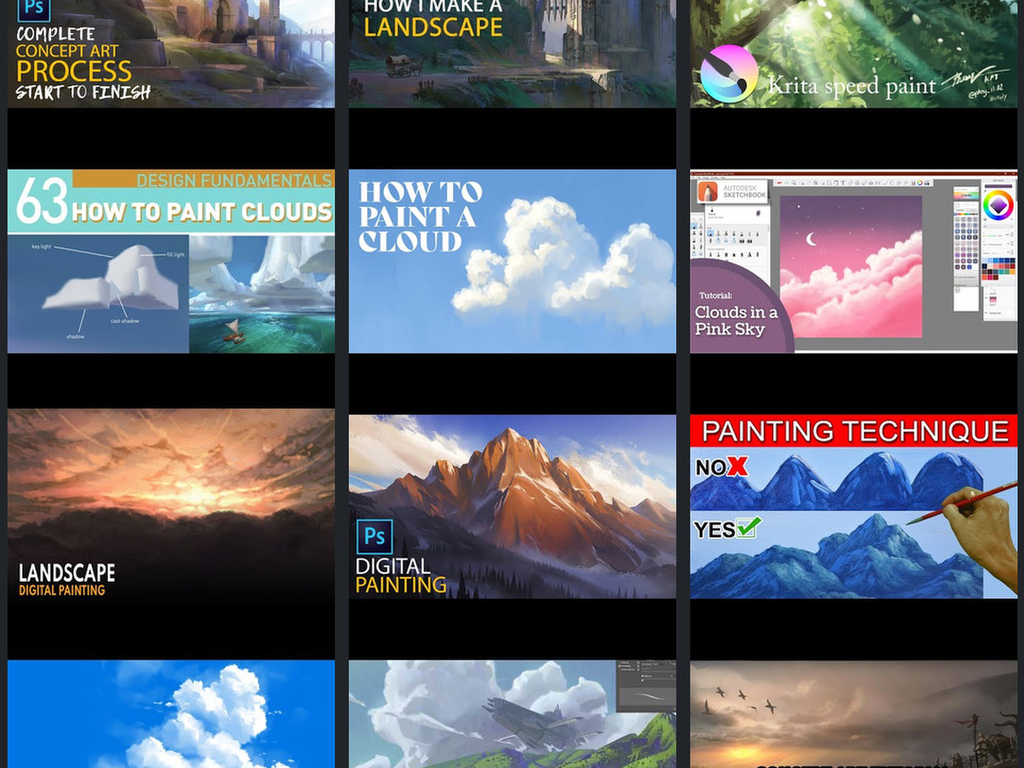 Ps
COMPLETE
CONCEPT ART
PROCESS
START TO FINISH
HOW I MAKE A
LANDSCAPE
Krita speed paint
63
DESIGN FUNDAMENTALS
HOW TO PAINT CLOUDS
key light
fill light
cast shadow
shadow
HOW TO
PAINT A
CLOUD
AUTODESK
SKETCHBOOK
Tutorial:
Clouds in a
Pink Sky
LANDSCAPE
DIGITAL PAINTING
Ps
DIGITAL
PAINTING
PAINTING TECHNIQUE
NO
YES